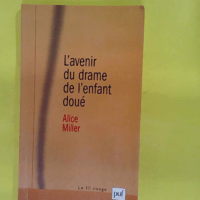 L'avenir
du drame
de l'enfant
doué
Alice
Miller
Le fil rouge
puf